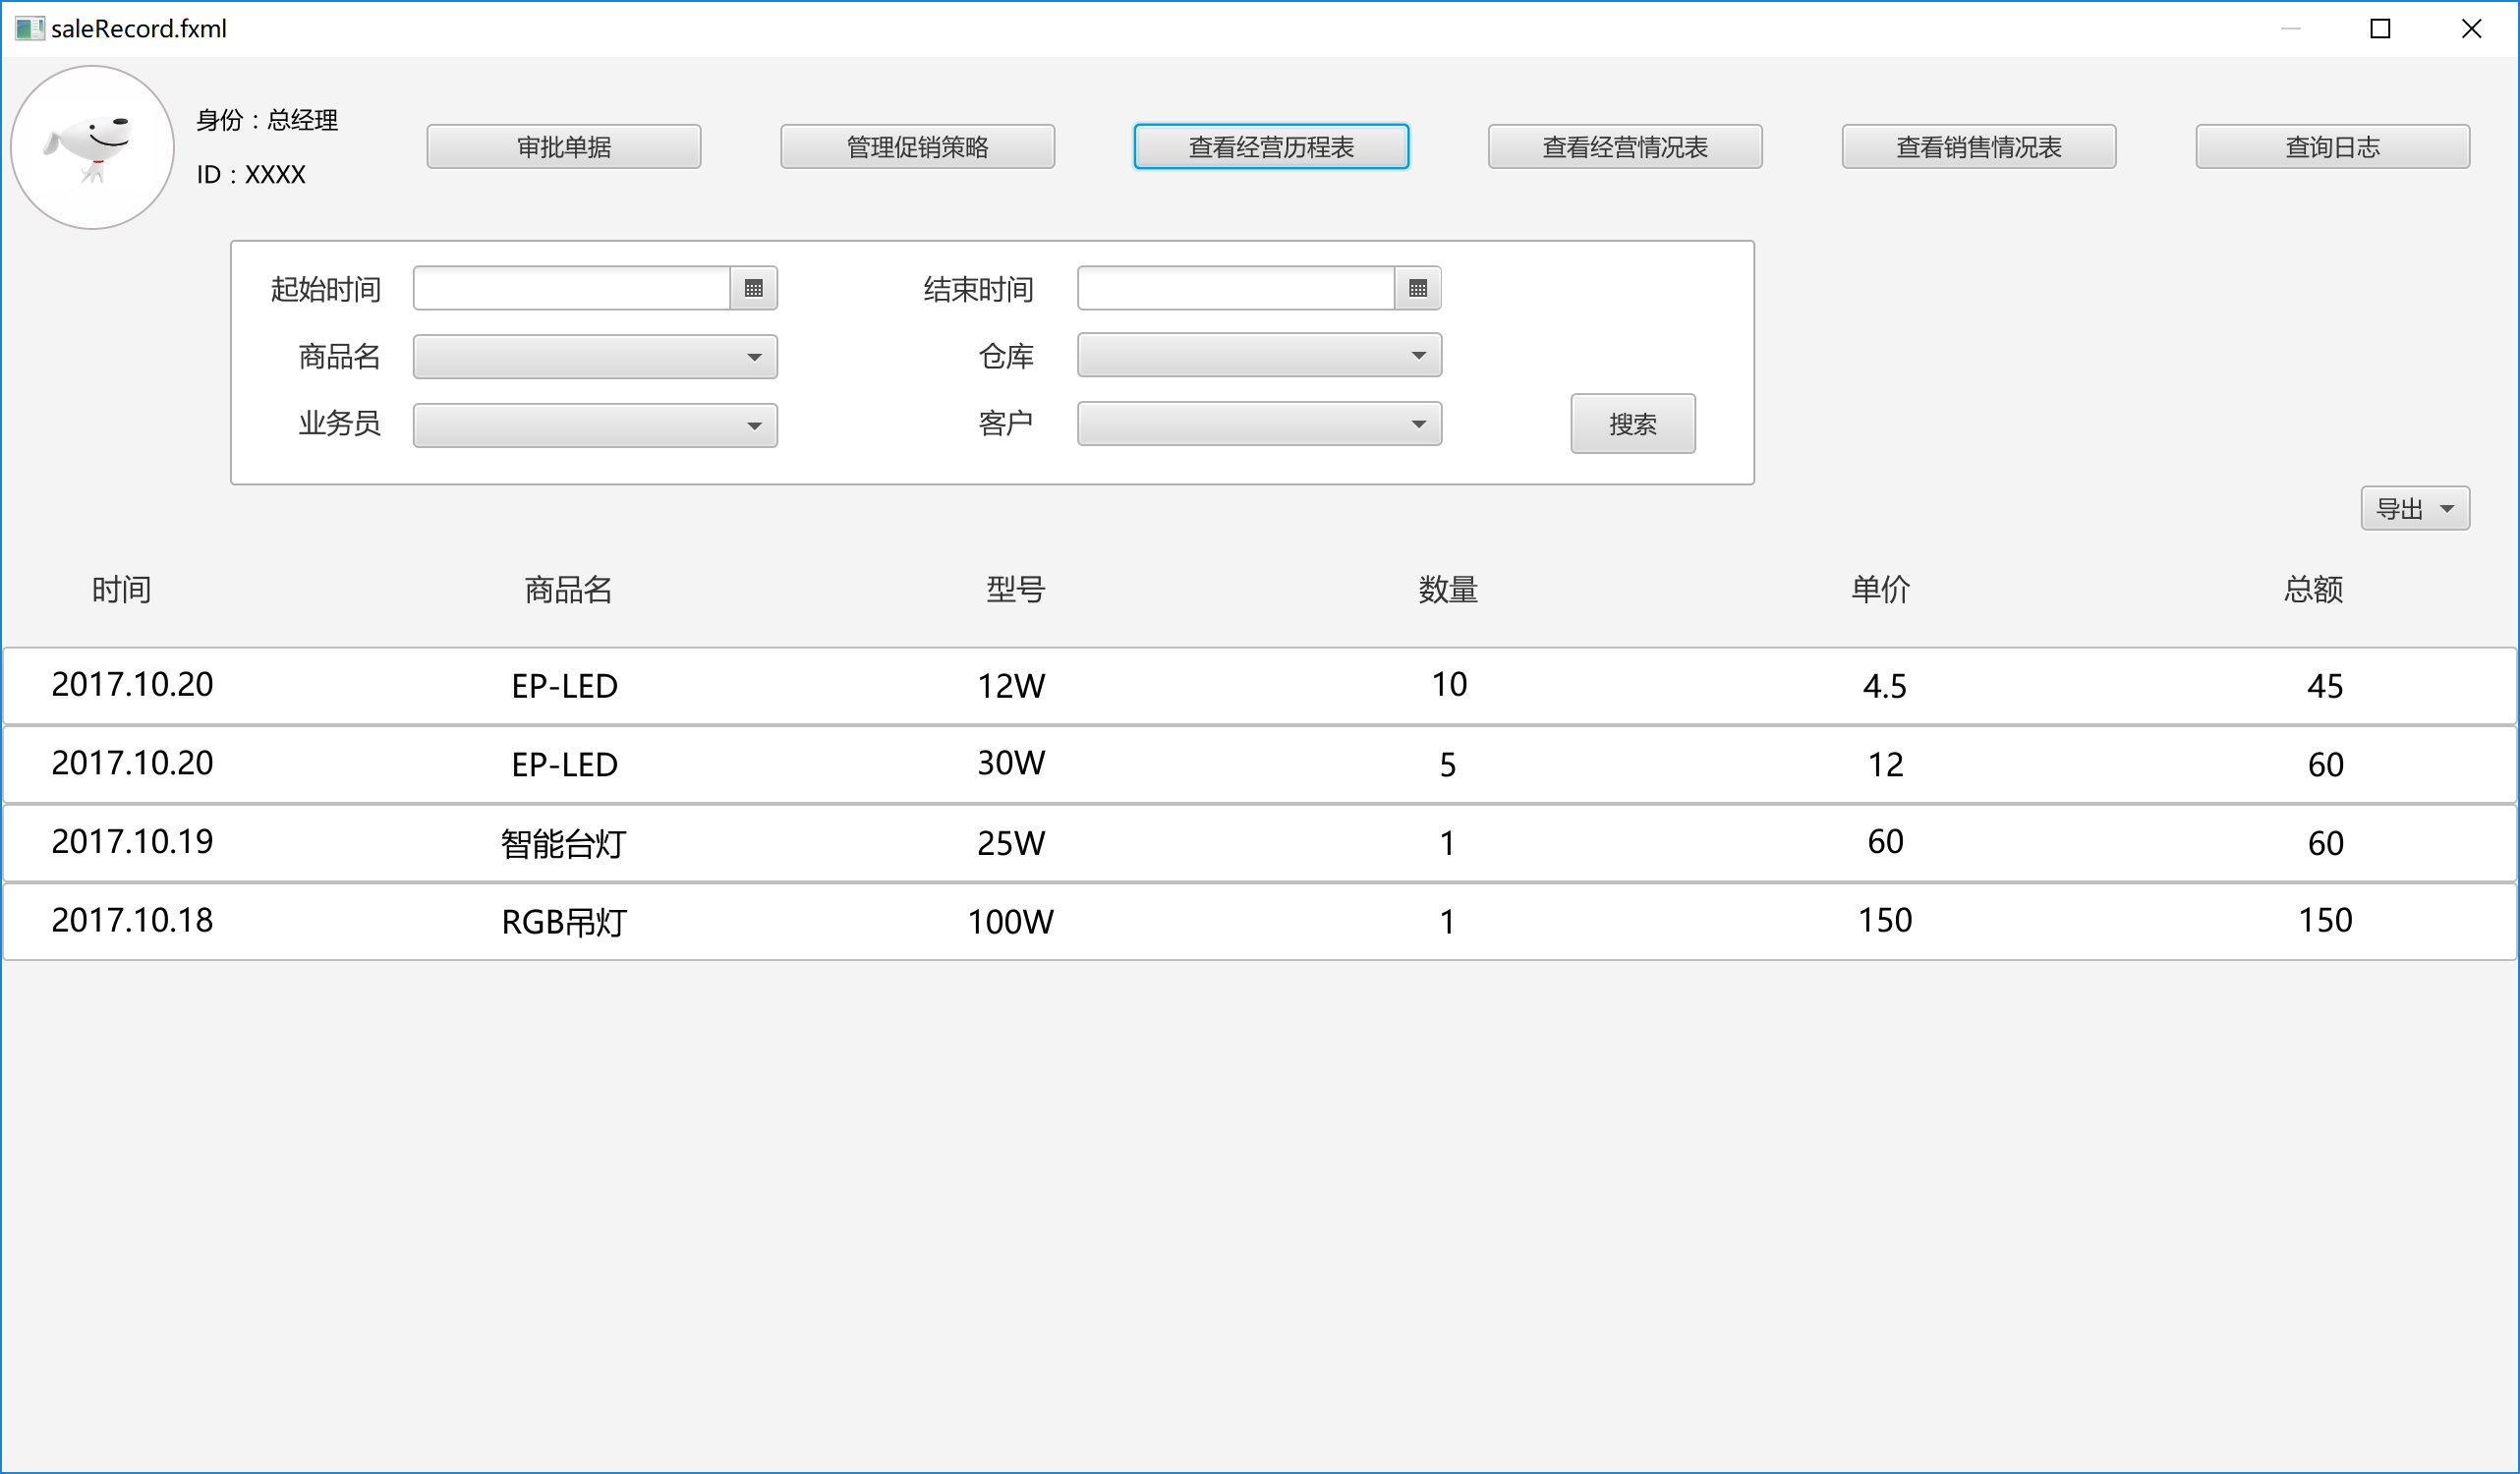 saleRecord.fxml
身份：总经理
ID：XXXX
审批单据 管理促销策略 查看经营历程表 查看经营情况表 查看销售情况表 查询日志
起始时间 结束时间
商品名 仓库
业务员 客户 搜索
导出
时间 商品名 型号 数量 单价 总额
2017.10.20 EP-LED 12W 10 4.5 45
2017.10.20 EP-LED 30W 5 12 60
2017.10.19 智能台灯 25W 1 60 60
2017.10.18 RGB吊灯 100W 1 150 150